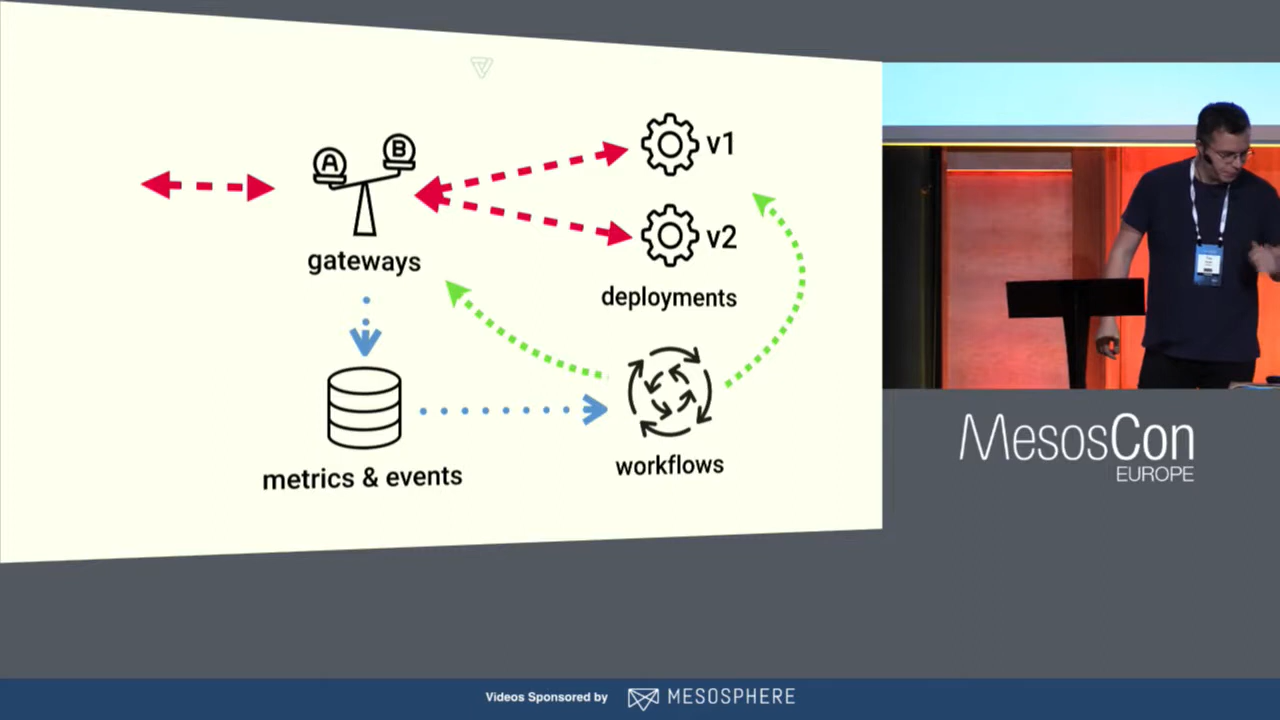 A
B
v1
v2
gateways
deployments
metrics & events
workflows
MesosCon
EUROPE
Videos Sponsored by
MESOSPHERE